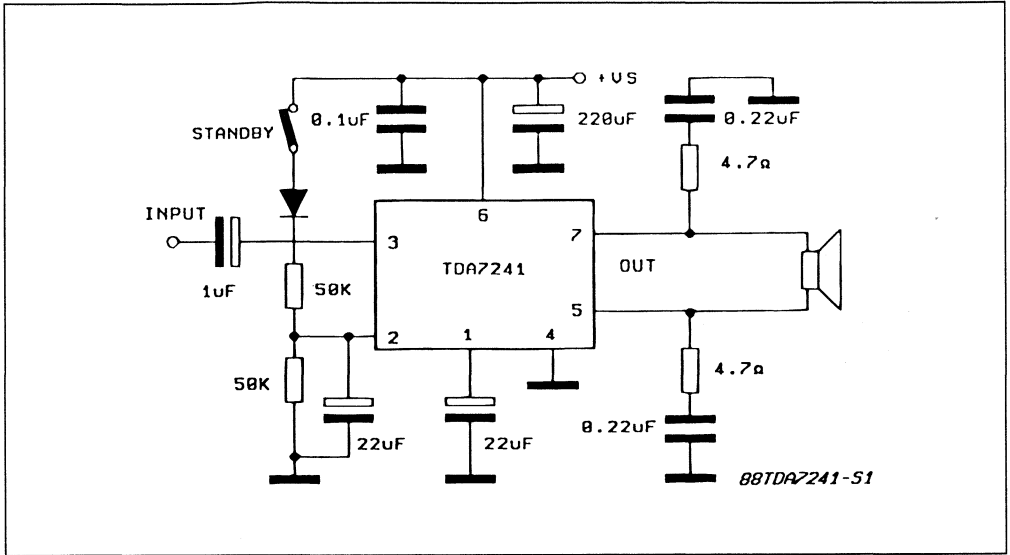 +VS
STANDBY
0.1uF
220uF
0.22uF
4.7Ω
INPUT
6
3
7
TDA7241
OUT
1uF
50K
5
2
1
4
50K
4.7Ω
22uF
22uF
0.22uF
88TDA7241-S1